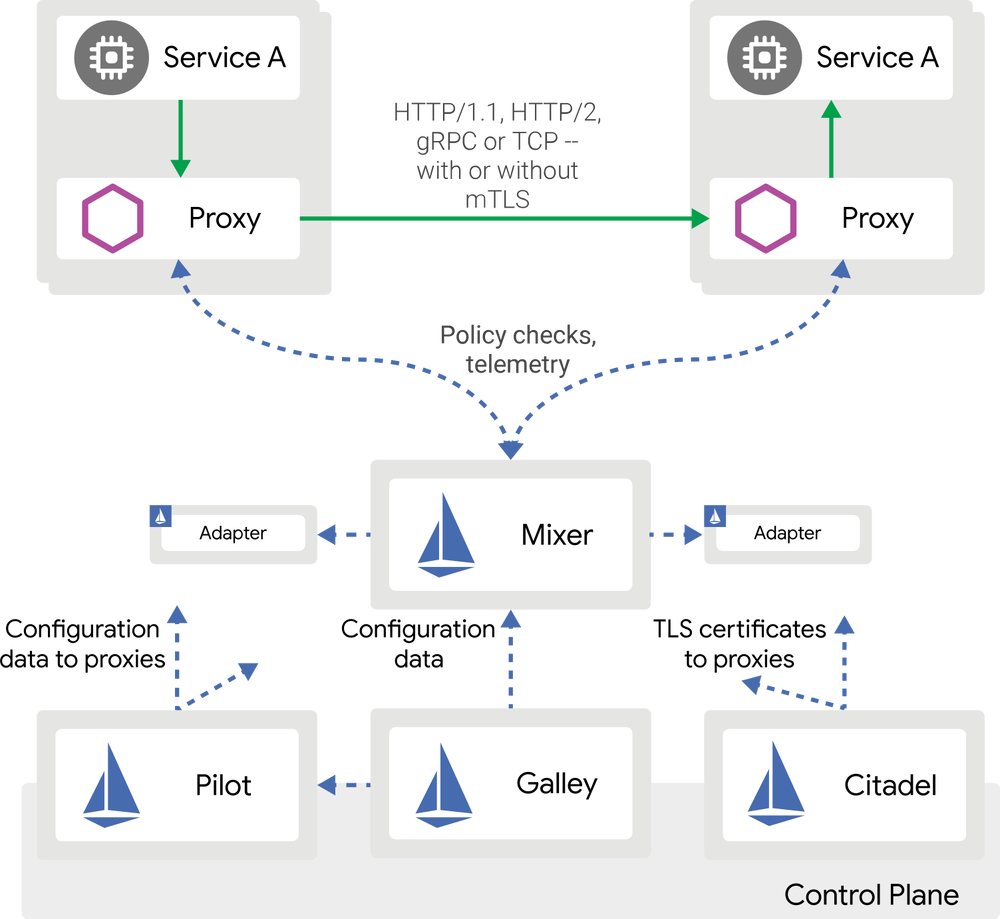 Service A
Service A
HTTP/1.1, HTTP/2,
gRPC or TCP --
with or without
mTLS
Proxy
Proxy
Policy checks,
telemetry
Adapter
Mixer
Adapter
Configuration
data to proxies
Configuration
data
TLS certificates
to proxies
Pilot
Galley
Citadel
Control Plane